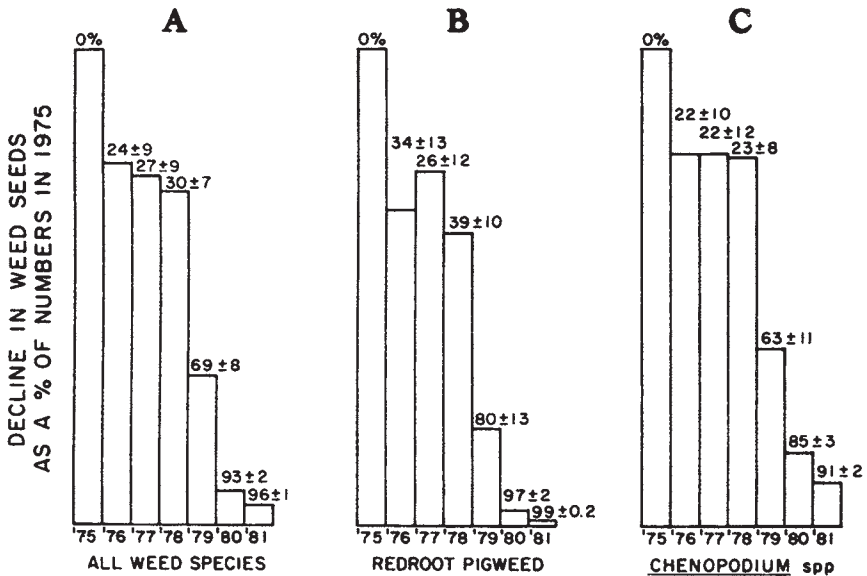 DECLINE IN WEED SEEDS
AS A % OF NUMBERS IN 1975
A
0%
24±9
27±9
30±7
69±8
93±2
96±1
'75 '76 '77 '78 '79 '80 '81
ALL WEED SPECIES
B
0%
34±13
26±12
39±10
80±13
97±2
99±0.2
'75 '76 '77 '78 '79 '80 '81
REDROOT PIGWEED
C
0%
22±10
22±12
23±8
63±11
85±3
91±2
'75 '76 '77 '78 '79 '80 '81
CHENOPODIUM spp